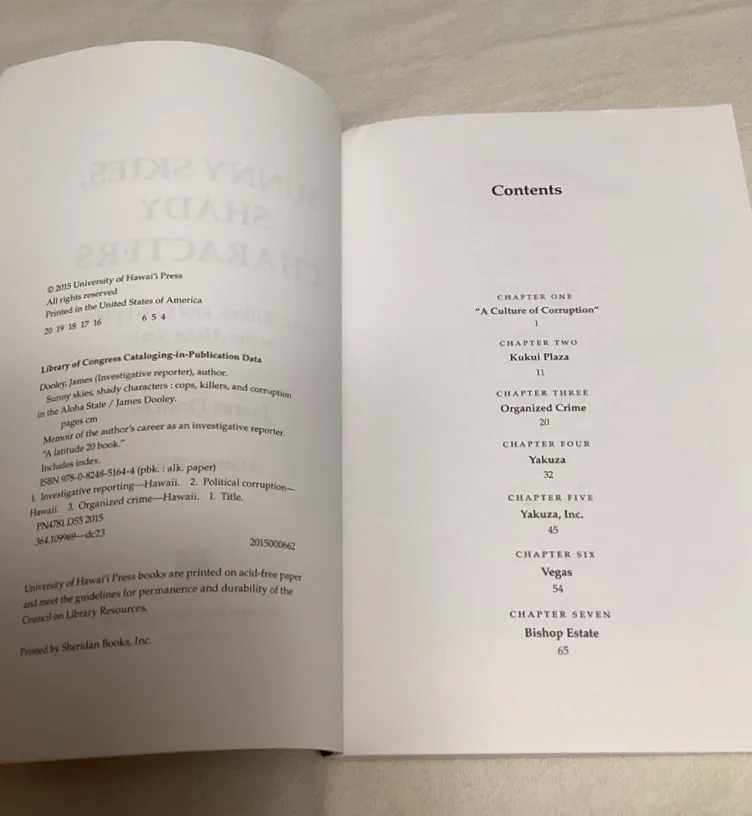 © 2015 University of Hawai‘i Press
All rights reserved
Printed in the United States of America
20 19 18 17 16 6 5 4
Library of Congress Cataloging-in-Publication Data
Dooley, James (Investigative reporter), author.
Sunny skies, shady characters : cops, killers, and corruption
in the Aloha State / James Dooley.
pages cm
Memoir of the author's career as an investigative reporter.
"A latitude 20 book."
Includes index.
ISBN 978-0-8248-5164-4 (pbk. : alk. paper)
1. Investigative reporting—Hawaii. 2. Political corruption—
Hawaii. 3. Organized crime—Hawaii. I. Title.
PN4781.D55 2015
364.109969—dc23
2015000662
University of Hawai‘i Press books are printed on acid-free paper
and meet the guidelines for permanence and durability of the
Council on Library Resources.
Printed by Sheridan Books, Inc.
SUNNY SKIES,
SHADY
CHARACTERS
Contents
CHAPTER ONE
"A Culture of Corruption"
1
CHAPTER TWO
Kukui Plaza
11
CHAPTER THREE
Organized Crime
20
CHAPTER FOUR
Yakuza
32
CHAPTER FIVE
Yakuza, Inc.
45
CHAPTER SIX
Vegas
54
CHAPTER SEVEN
Bishop Estate
65